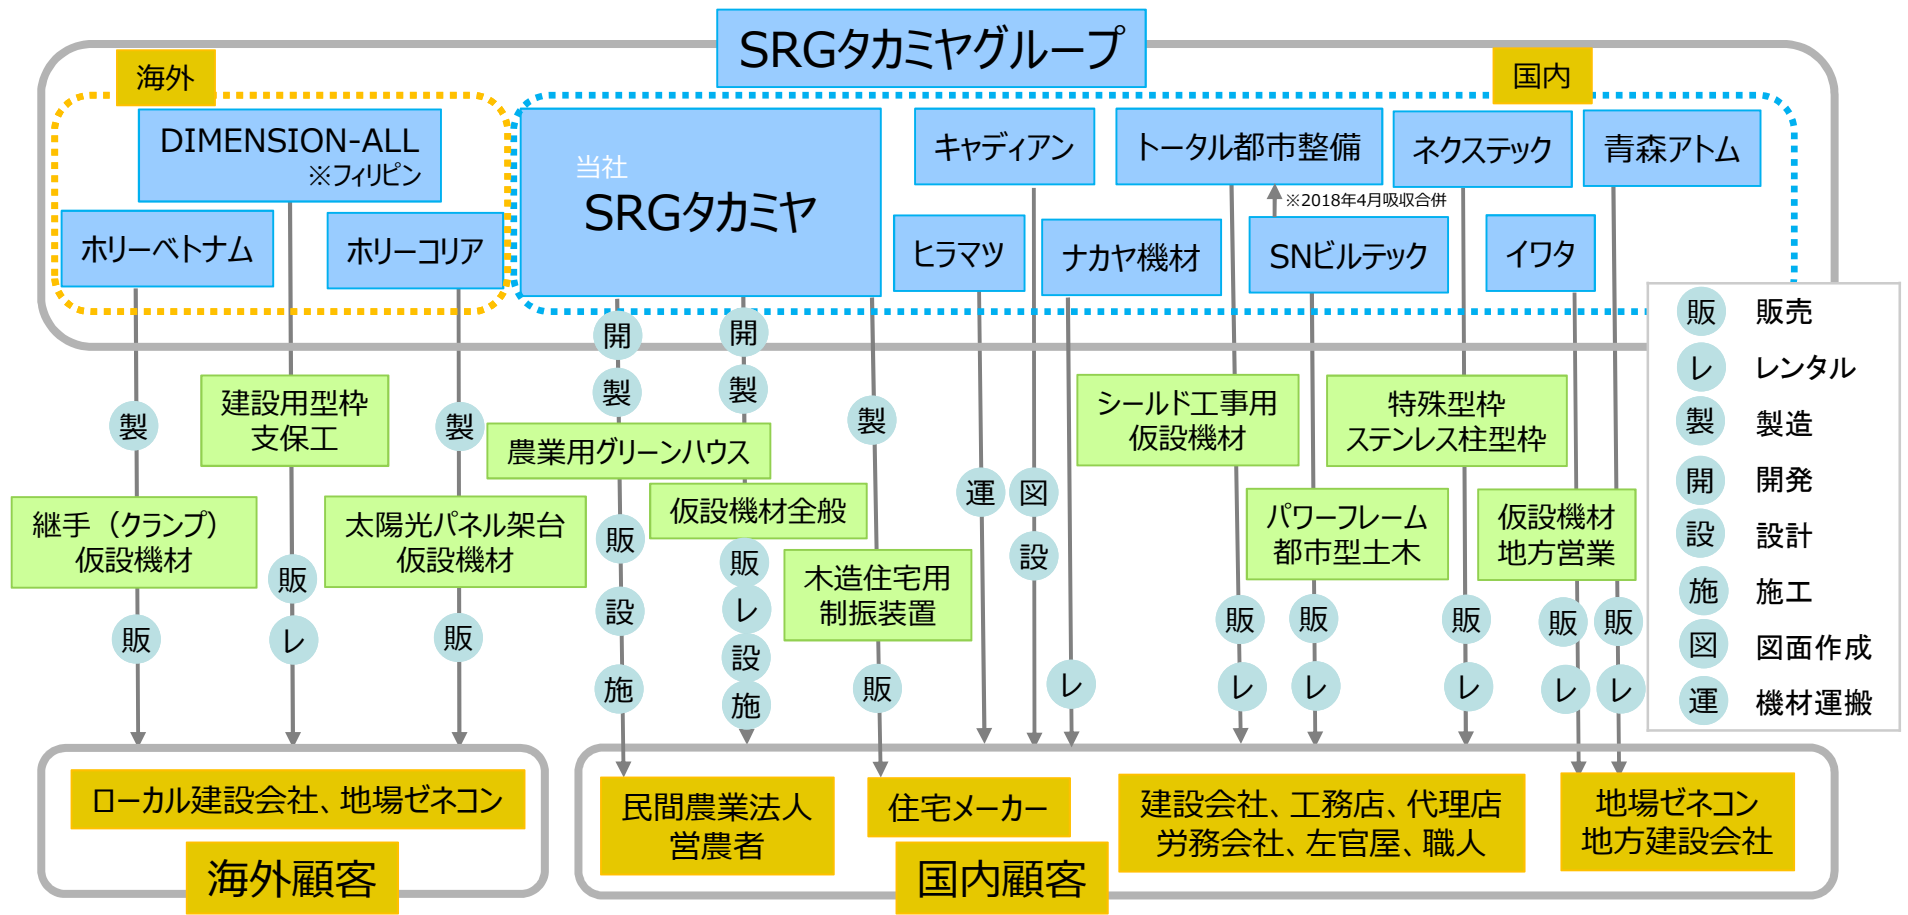 SRGタカミヤグループ
海外
国内
DIMENSION-ALL
※フィリピン
ホリーベトナム
ホリーコリア
当社
SRGタカミヤ
キャディアン
トータル都市整備
ネクステック
青森アトム
※2018年4月吸収合併
ヒラマツ
ナカヤ機材
SNビルテック
イワタ
販 販売
レ レンタル
製 製造
開 開発
設 設計
施 施工
図 図面作成
運 機材運搬
製
継手（クランプ）
仮設機材
販
建設用型枠
支保工
販
レ
製
太陽光パネル架台
仮設機材
販
開
製
農業用グリーンハウス
販
設
施
開
製
仮設機材全般
販
レ
設
施
製
木造住宅用
制振装置
販
運
図
設
レ
シールド工事用
仮設機材
販
レ
パワーフレーム
都市型土木
販
レ
特殊型枠
ステンレス柱型枠
販
レ
仮設機材
地方営業
販
レ
販
レ
ローカル建設会社、地場ゼネコン
海外顧客
民間農業法人
営農者
住宅メーカー
建設会社、工務店、代理店
労務会社、左官屋、職人
地場ゼネコン
地方建設会社
国内顧客